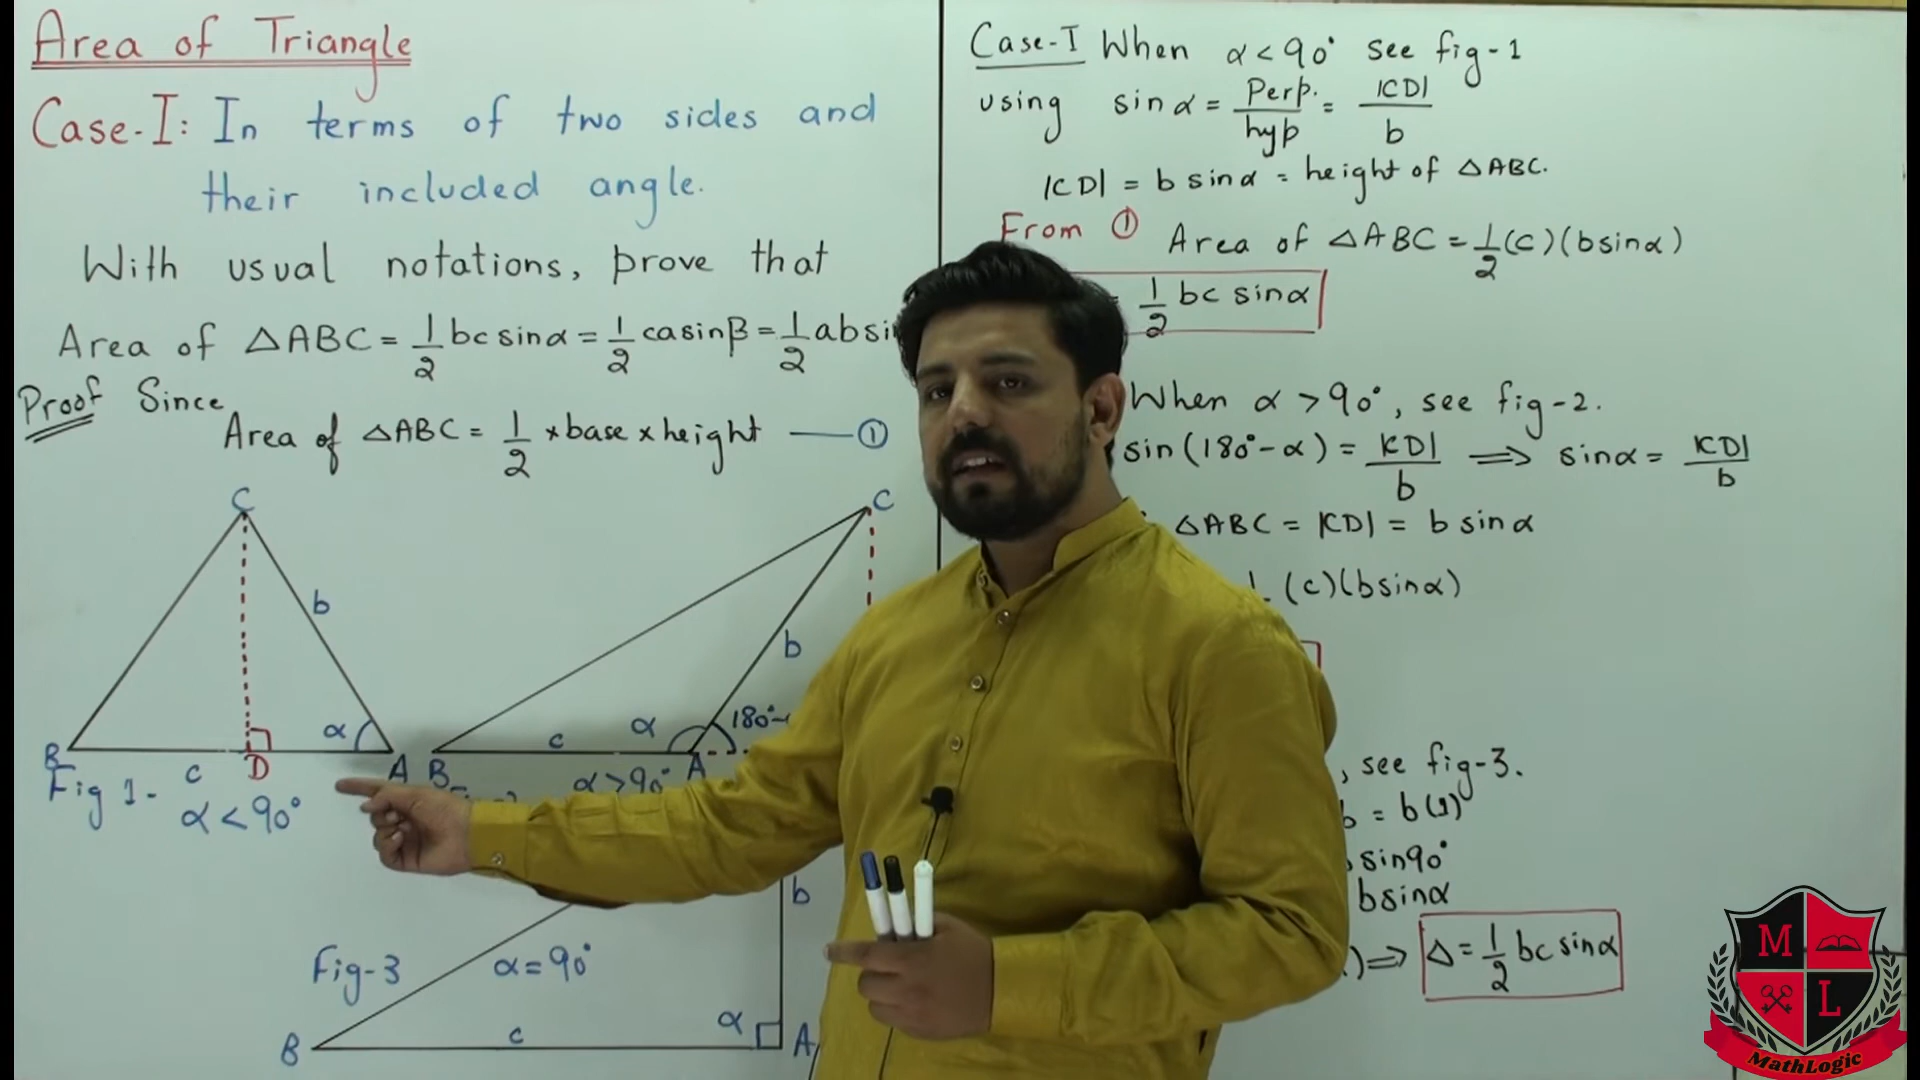 Area of Triangle
Case-I: In terms of two sides and
their included angle.
With usual notations, prove that
Area of △ABC = 1/2 bc sinα = 1/2 ca sinβ = 1/2 ab
Proof Since
Area of △ABC = 1/2 × base × height —— ①
C
b
α
B
c
D
A
Fig 1-
α < 90°
C
b
α
180°-
B
c
A
α > 90°
b
Fig-3
α = 90°
α
B
c
A
Case-I When α < 90° see fig-1
using sinα = Perp./hyp = |CD|/b
|CD| = b sinα = height of △ABC.
From ① Area of △ABC = 1/2 (c)(b sinα)
1/2 bc sinα
When α > 90°, see fig-2.
sin(180°-α) = |CD|/b ⟹ sinα = |CD|/b
△ABC = |CD| = b sinα
(c)(b sinα)
, see fig-3.
b = b(1)
sin90°
b sinα
) ⟹ Δ = 1/2 bc sinα
M
L
MathLogic